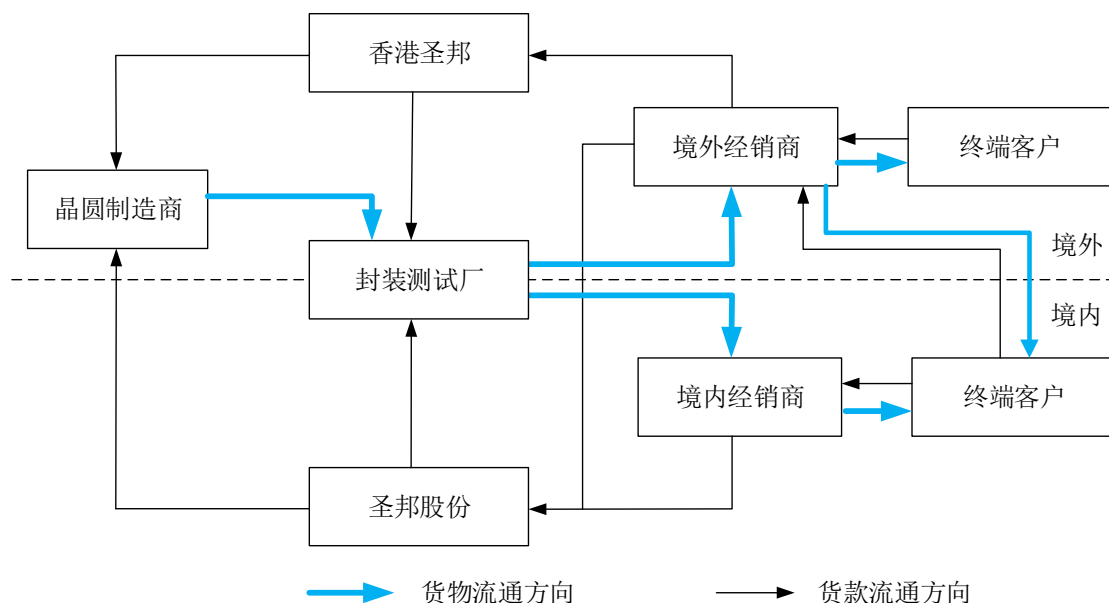 香港圣邦
境外经销商
终端客户
晶圆制造商
境外
封装测试厂
境内
境内经销商
终端客户
圣邦股份
货物流通方向
货款流通方向